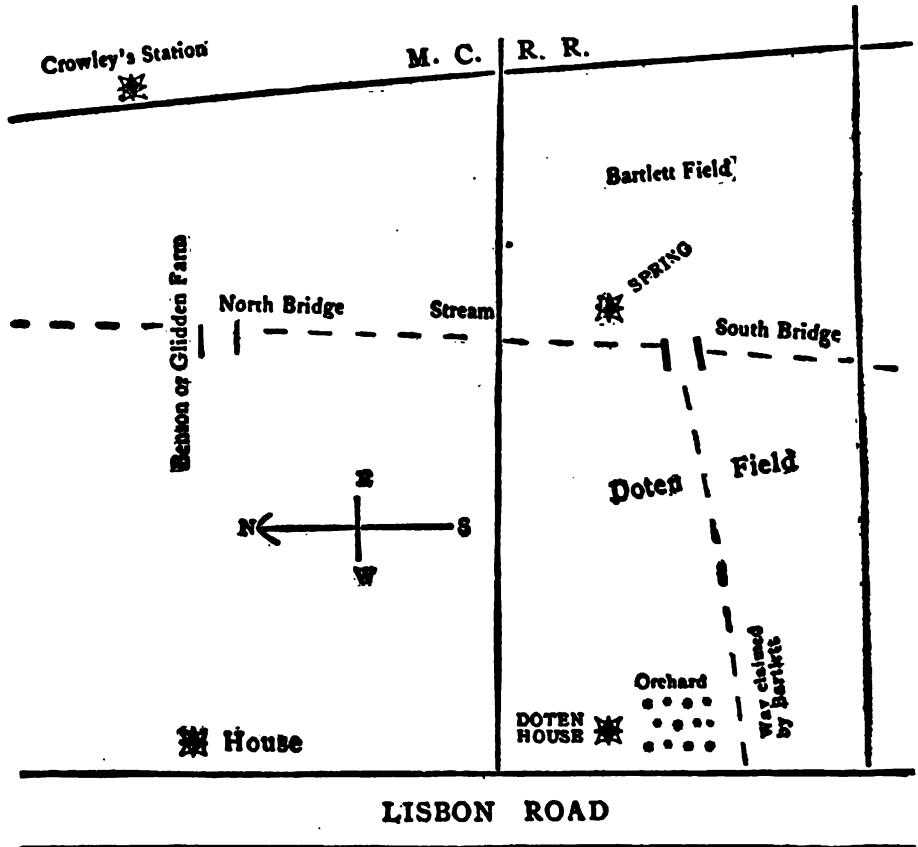 Crowley's Station
M. C. R. R.
Bartlett Field
SPRING
Benson or Glidden Farm
North Bridge
Stream
South Bridge
Doten Field
E
N
S
W
Orchard
Way claimed
by Bartlett
DOTEN
HOUSE
House
LISBON ROAD